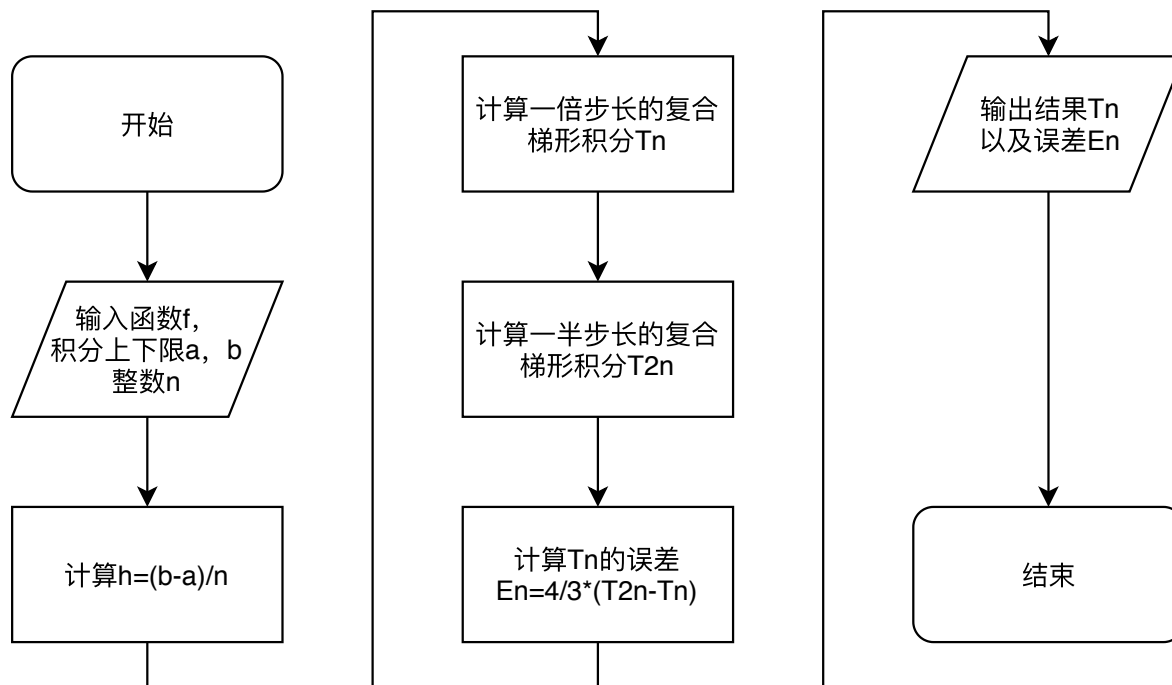 开始
输入函数f，
积分上下限a，b
整数n
计算h=(b-a)/n
计算一倍步长的复合
梯形积分Tn
计算一半步长的复合
梯形积分T2n
计算Tn的误差
En=4/3*(T2n-Tn)
输出结果Tn
以及误差En
结束